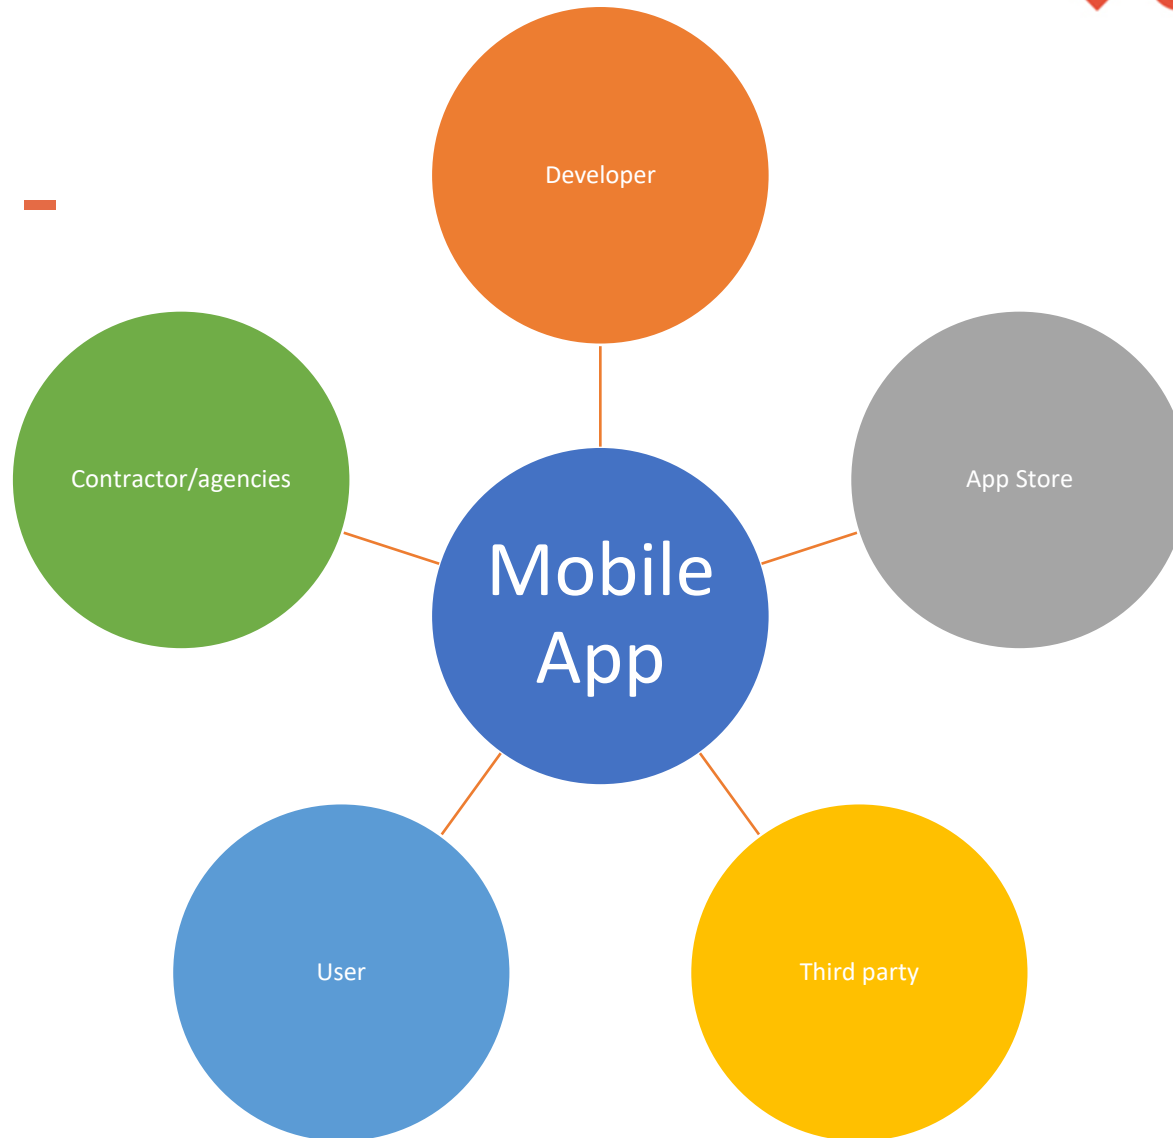 Developer
Contractor/agencies
App Store
Mobile
App
User
Third party